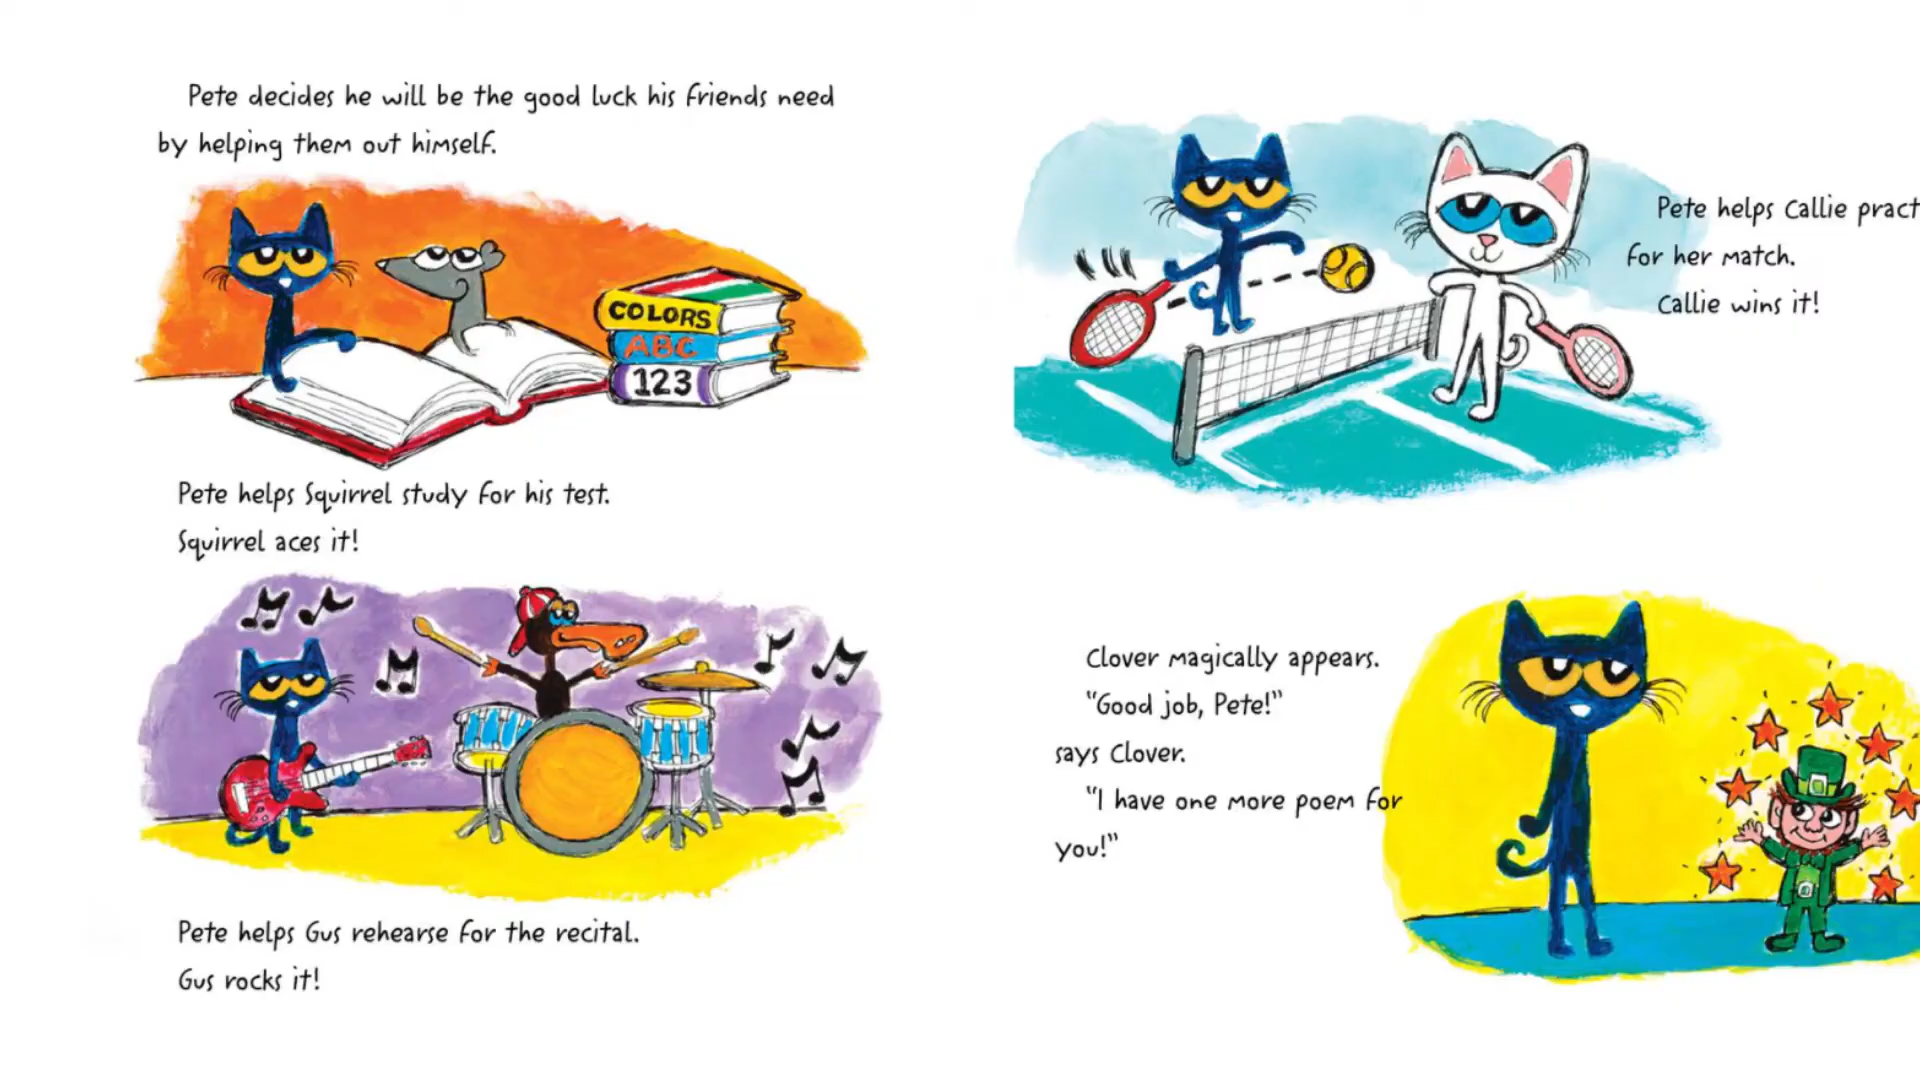 Pete decides he will be the good luck his friends need
by helping them out himself.
COLORS
ABC
123
Pete helps Squirrel study for his test.
Squirrel aces it!
Pete helps Gus rehearse for the recital.
Gus rocks it!
Pete helps Callie pract
for her match.
Callie wins it!
Clover magically appears.
"Good job, Pete!"
says Clover.
"I have one more poem for
you!"